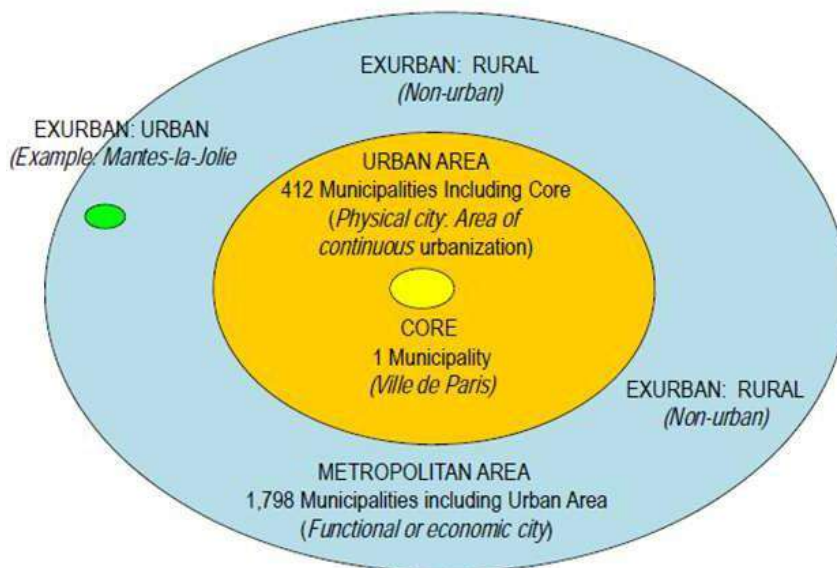 EXURBAN: RURAL
(Non-urban)
EXURBAN: URBAN
(Example: Mantes-la-Jolie
URBAN AREA
412 Municipalities Including Core
(Physical city: Area of
continuous urbanization)
CORE
1 Municipality
(Ville de Paris)
EXURBAN: RURAL
(Non-urban)
METROPOLITAN AREA
1,798 Municipalities including Urban Area
(Functional or economic city)